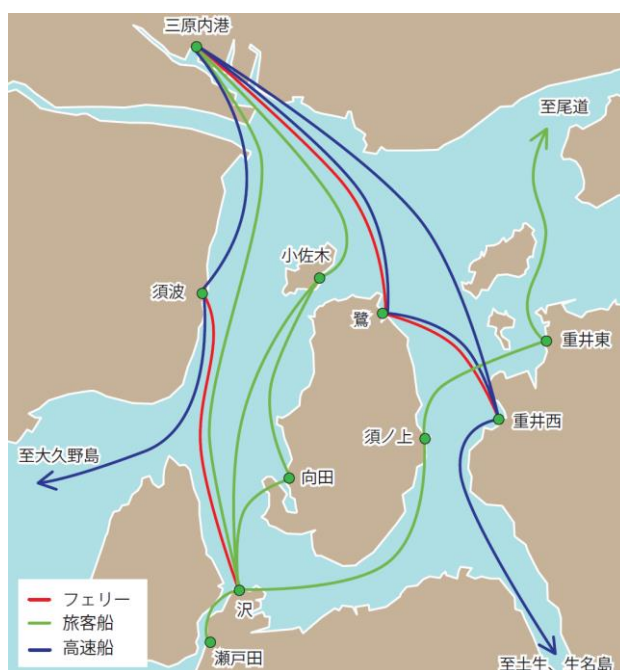 三原内港
至尾道
小佐木
須波
鷺
重井東
重井西
須ノ上
至大久野島
向田
沢
瀬戸田
フェリー
旅客船
高速船
至土生、生名島